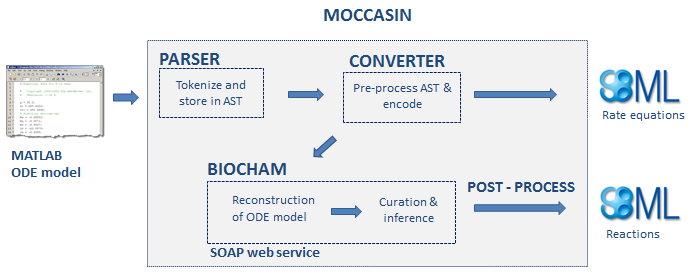 MOCCASIN
PARSER
CONVERTER
Tokenize and
store in AST
Pre-process AST &
encode
SBML
Rate equations
MATLAB
ODE model
BIOCHAM
Reconstruction
of ODE model
Curation &
inference
POST - PROCESS
SBML
Reactions
SOAP web service